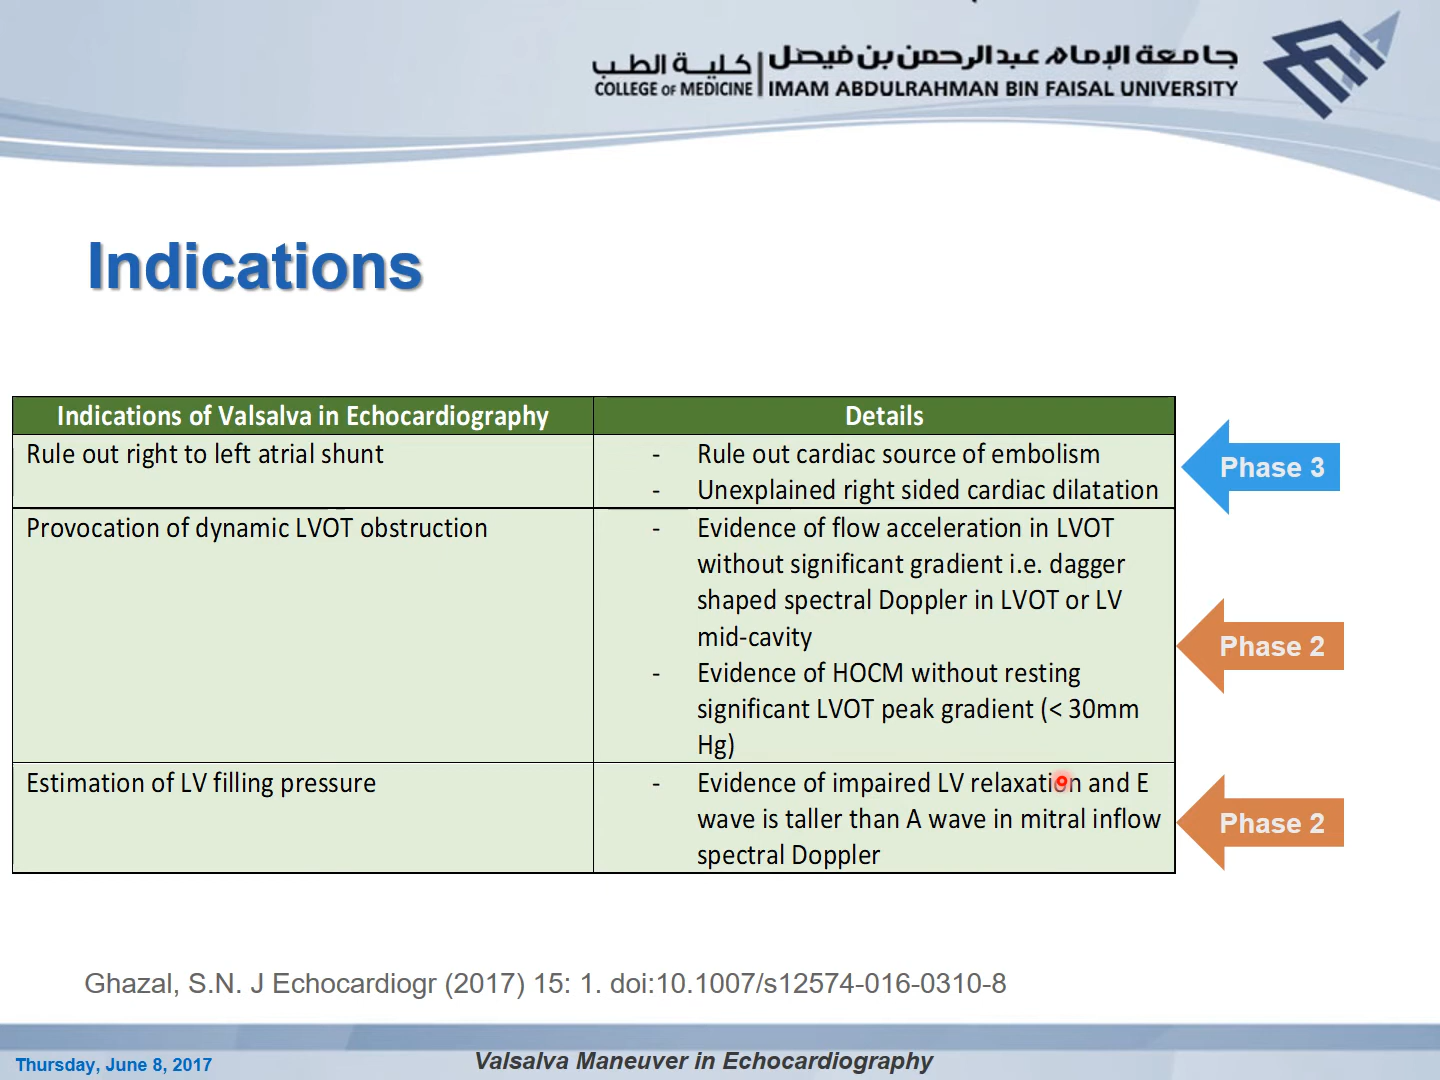 كلية الطب | جامعة الإمام عبدالرحمن بن فيصل
COLLEGE OF MEDICINE | IMAM ABDULRAHMAN BIN FAISAL UNIVERSITY
Indications
Indications of Valsalva in Echocardiography
Details
Rule out right to left atrial shunt
- Rule out cardiac source of embolism
- Unexplained right sided cardiac dilatation
Phase 3
Provocation of dynamic LVOT obstruction
- Evidence of flow acceleration in LVOT
without significant gradient i.e. dagger
shaped spectral Doppler in LVOT or LV
mid-cavity
- Evidence of HOCM without resting
significant LVOT peak gradient (< 30mm
Hg)
Phase 2
Estimation of LV filling pressure
- Evidence of impaired LV relaxation and E
wave is taller than A wave in mitral inflow
spectral Doppler
Phase 2
Ghazal, S.N. J Echocardiogr (2017) 15: 1. doi:10.1007/s12574-016-0310-8
Thursday, June 8, 2017
Valsalva Maneuver in Echocardiography